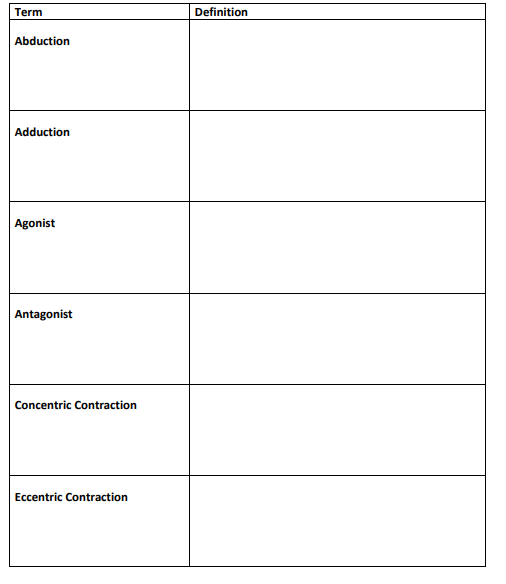 Term Definition
Abduction
Adduction
Agonist
Antagonist
Concentric Contraction
Eccentric Contraction